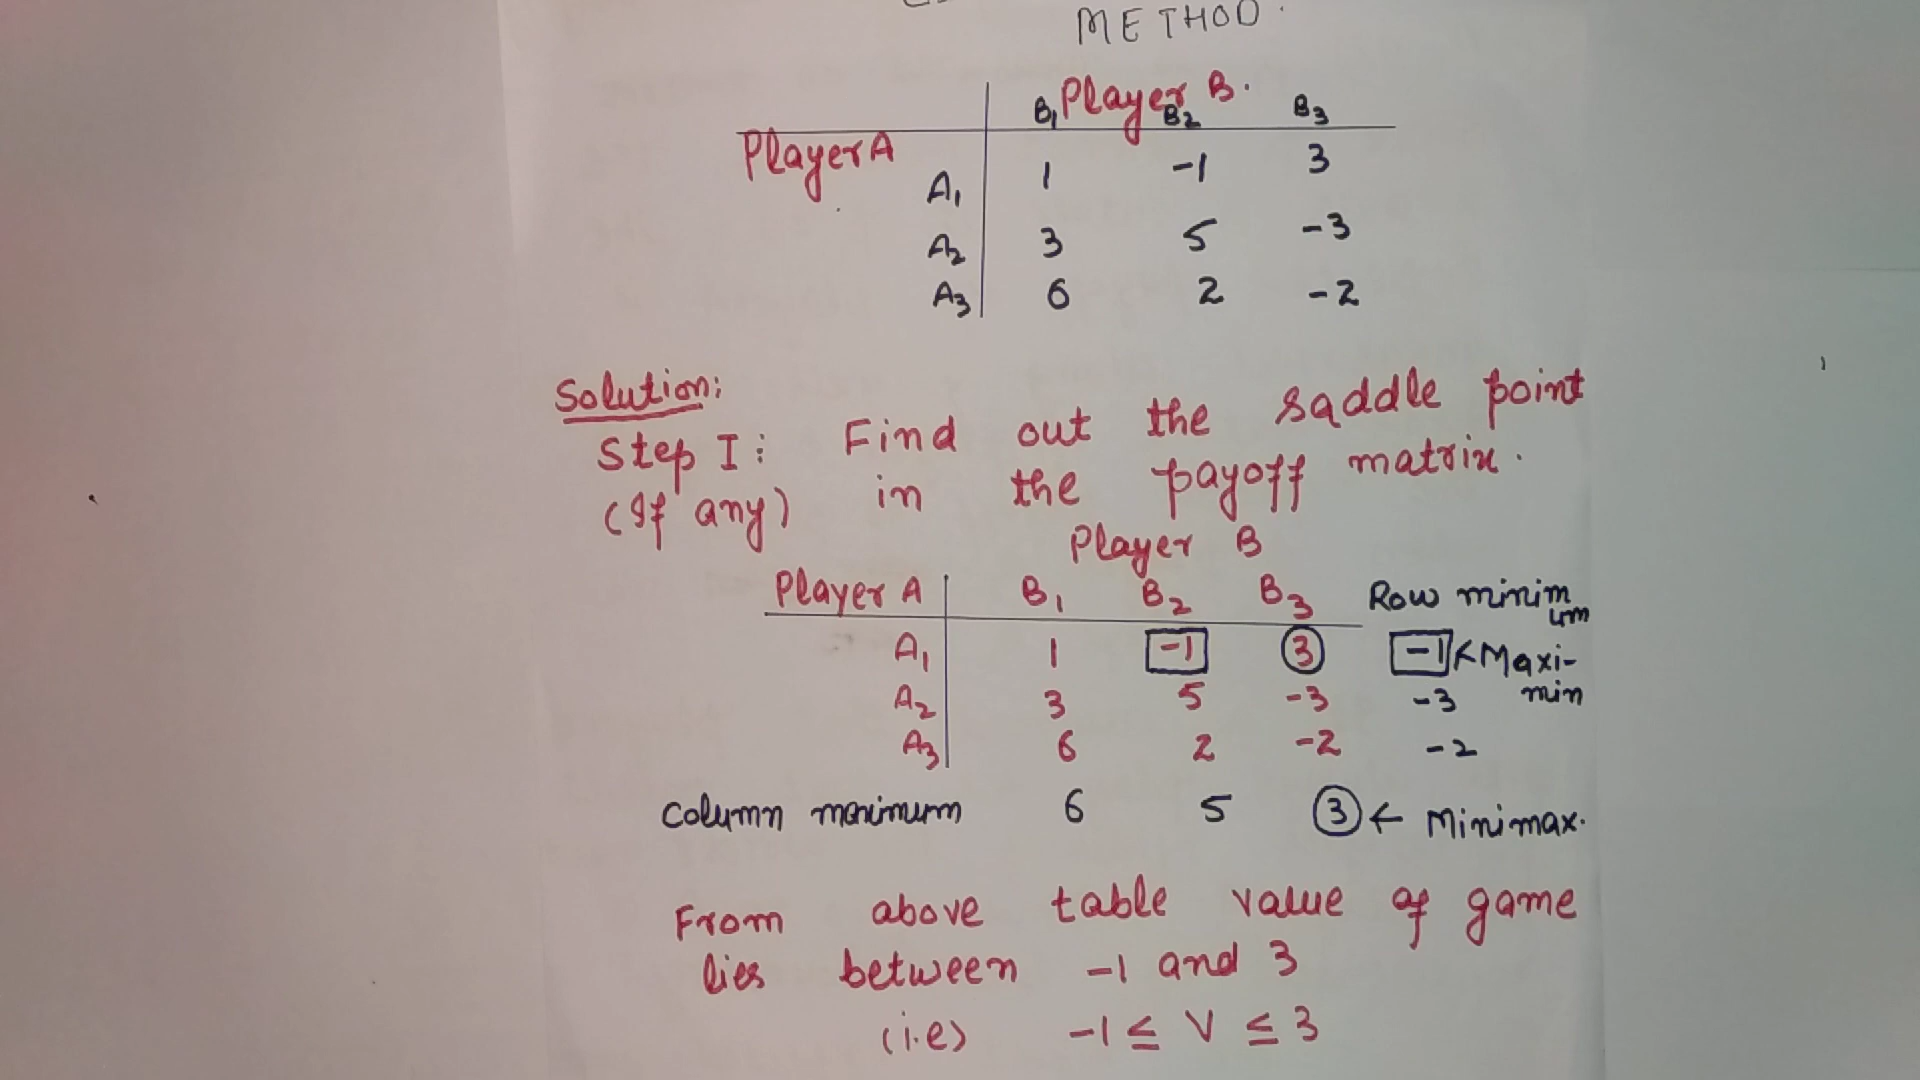 METHOD.
Player B.
B1 B2 B3
Player A
A1 1 -1 3
A2 3 5 -3
A3 6 2 -2
Solution:
Step I: Find out the saddle point
(If any) in the payoff matrix.
Player B
Player A B1 B2 B3 Row minim
um
A1 1 -1 3 -1 ← Maxi-
min
A2 3 5 -3 -3
A3 6 2 -2 -2
Column maximum 6 5 3 ← Minimax.
From above table value of game
lies between -1 and 3
(i.e) -1 ≤ V ≤ 3